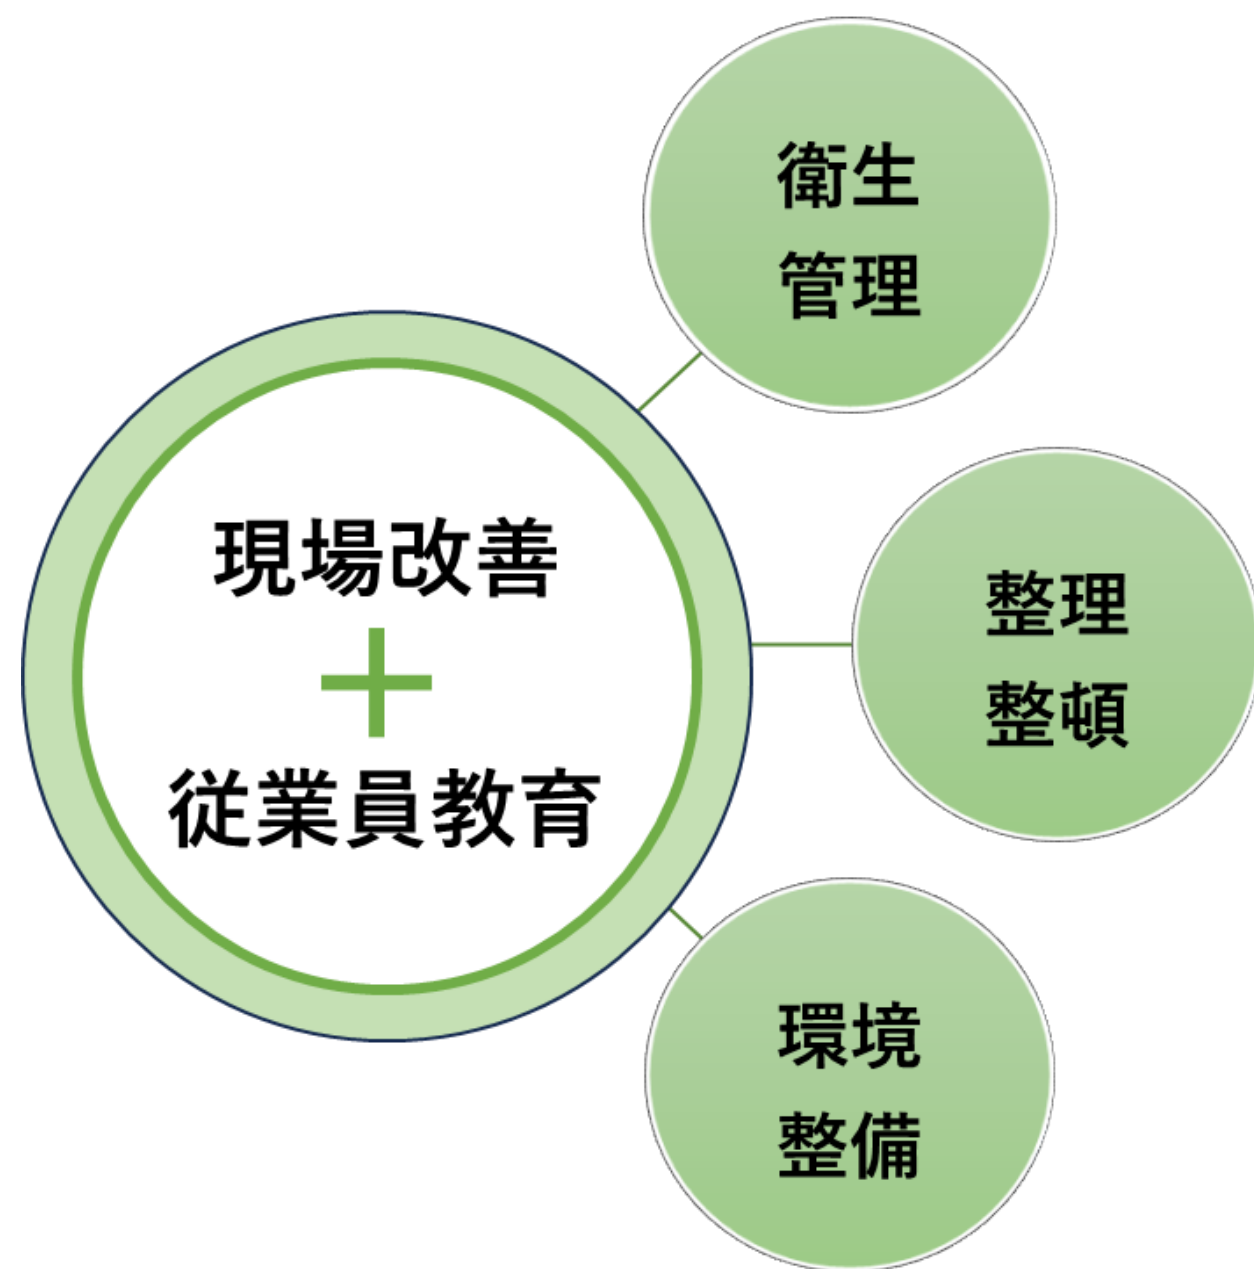 衛生
管理
現場改善
+
従業員教育
整理
整頓
環境
整備